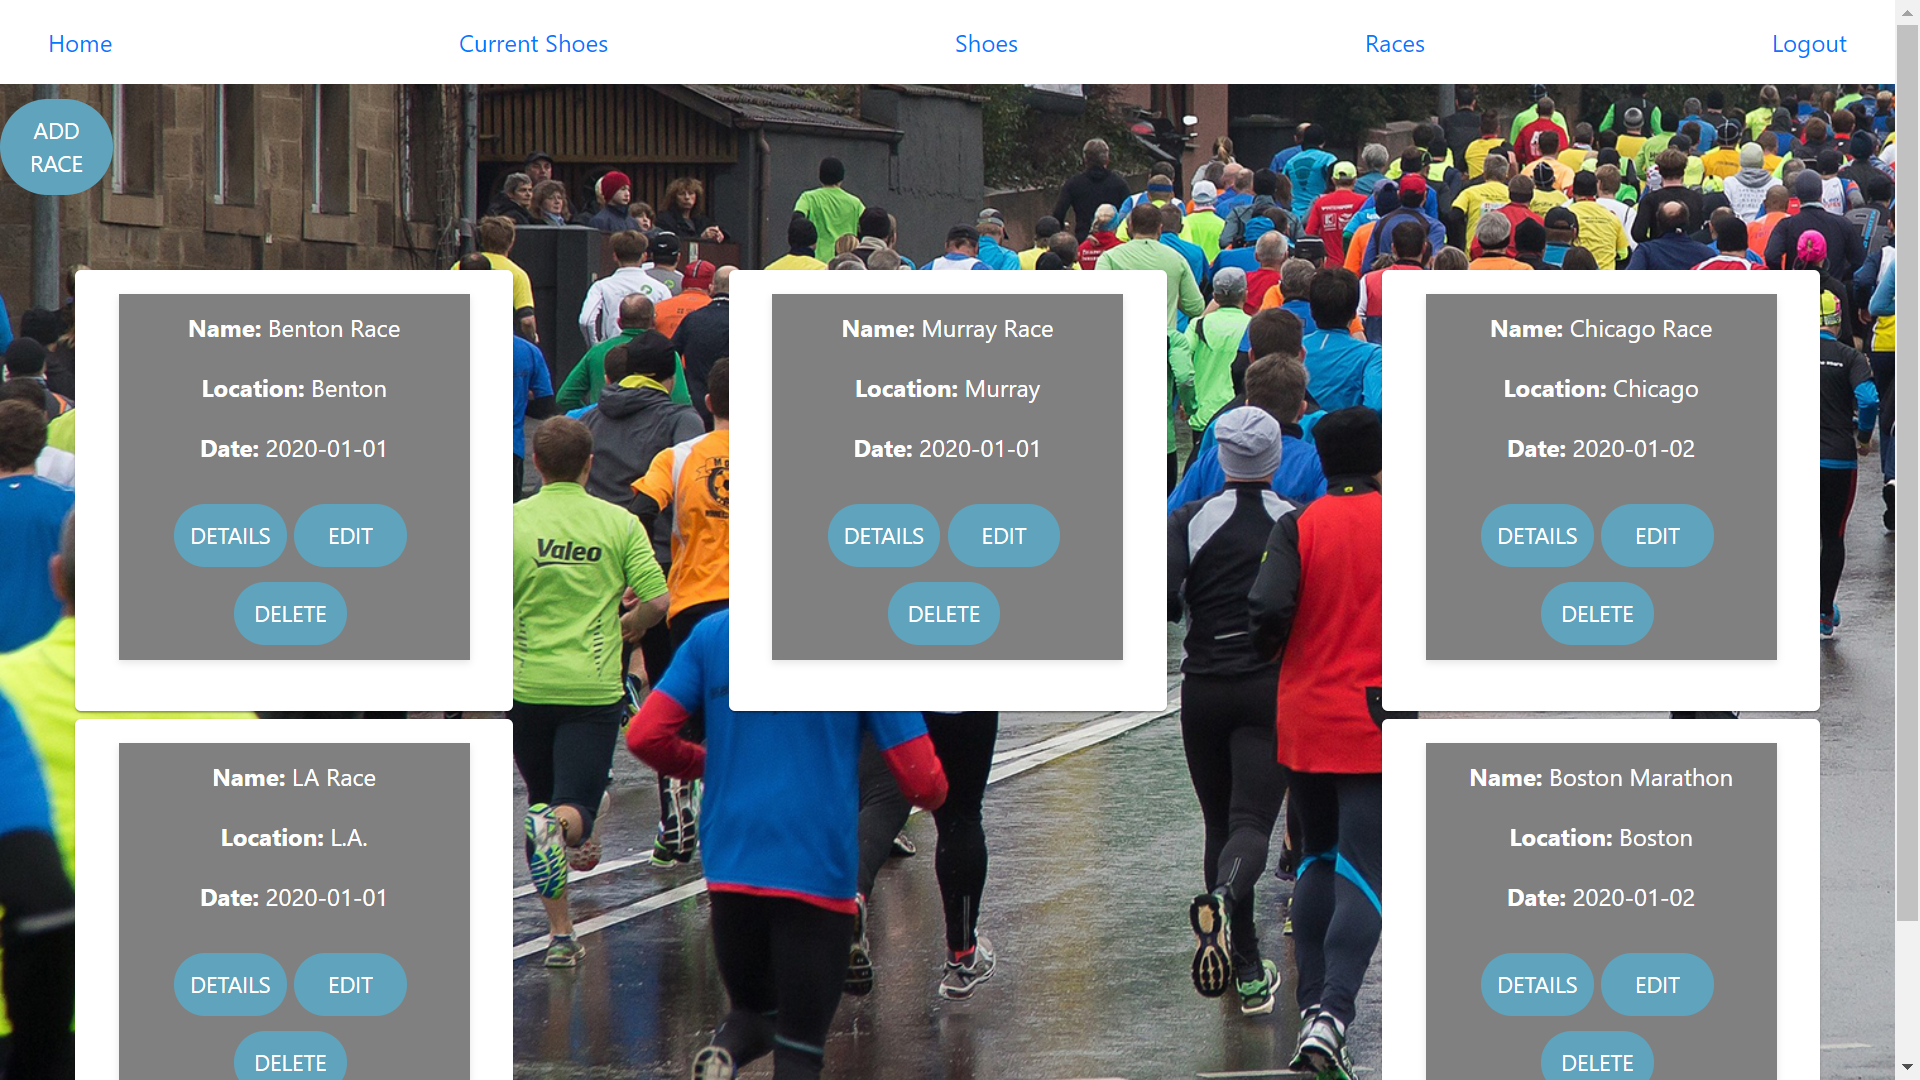 Home
Current Shoes
Shoes
Races
Logout
ADD
RACE
Name: Benton Race
Location: Benton
Date: 2020-01-01
DETAILS
EDIT
DELETE
Name: Murray Race
Location: Murray
Date: 2020-01-01
DETAILS
EDIT
DELETE
Name: Chicago Race
Location: Chicago
Date: 2020-01-02
DETAILS
EDIT
DELETE
Valeo
Name: LA Race
Location: L.A.
Date: 2020-01-01
DETAILS
EDIT
DELETE
Name: Boston Marathon
Location: Boston
Date: 2020-01-02
DETAILS
EDIT
DELETE